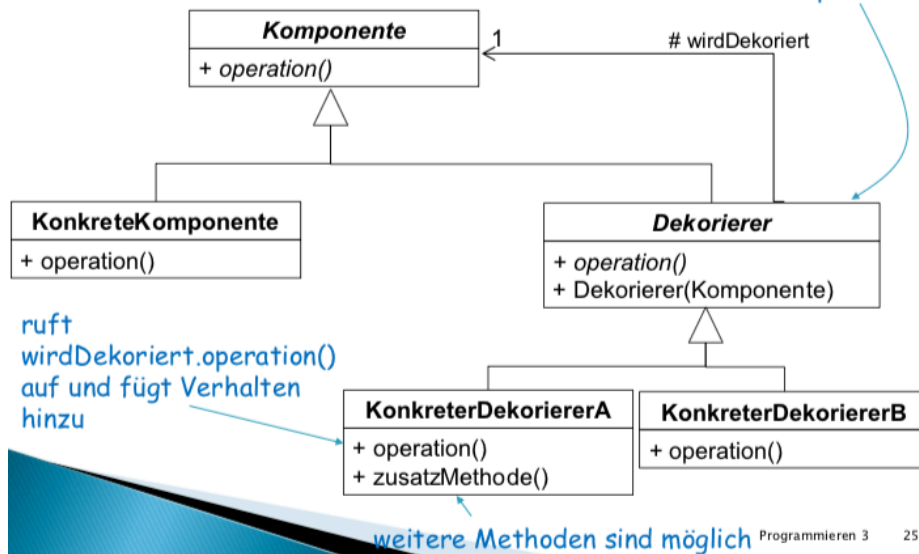 Komponente
+ operation()
1
# wirdDekoriert
KonkreteKomponente
+ operation()
Dekorierer
+ operation()
+ Dekorierer(Komponente)
ruft
wirdDekoriert.operation()
auf und fügt Verhalten
hinzu
KonkreterDekoriererA
+ operation()
+ zusatzMethode()
KonkreterDekoriererB
+ operation()
weitere Methoden sind möglich
Programmieren 3
25